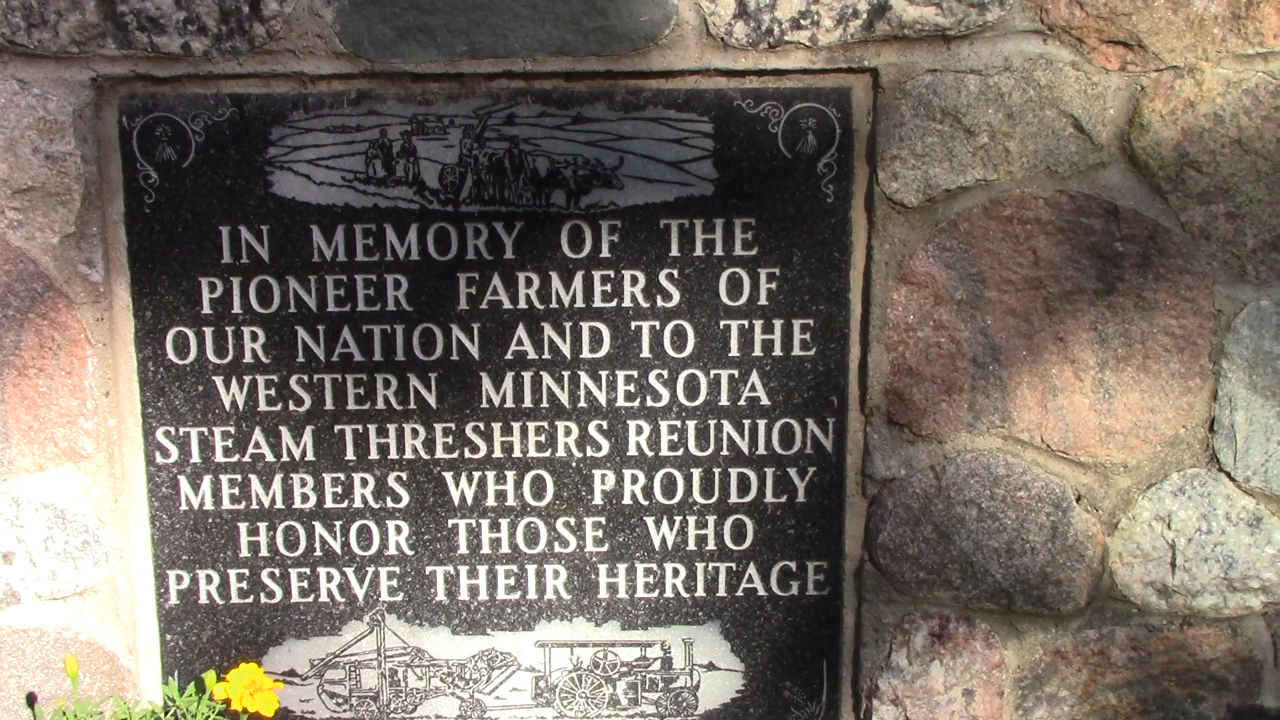 IN MEMORY OF THE
PIONEER FARMERS OF
OUR NATION AND TO THE
WESTERN MINNESOTA
STEAM THRESHERS REUNION
MEMBERS WHO PROUDLY
HONOR THOSE WHO
PRESERVE THEIR HERITAGE